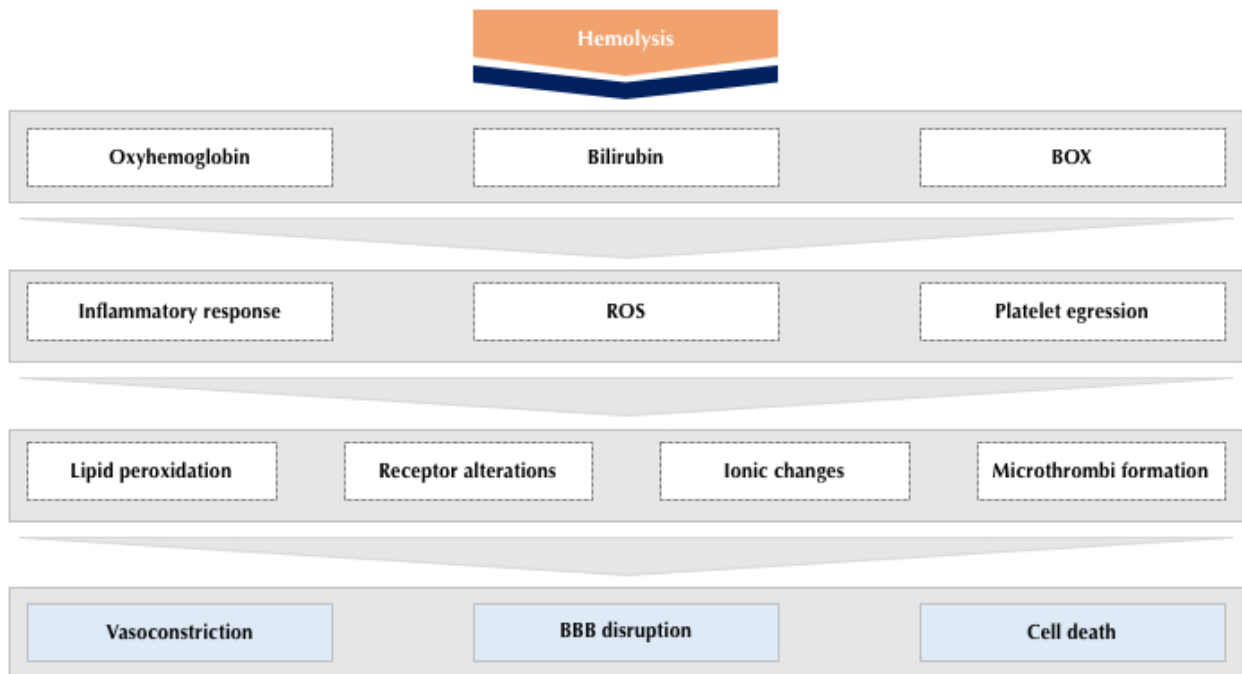 Hemolysis
Oxyhemoglobin
Bilirubin
BOX
Inflammatory response
ROS
Platelet egression
Lipid peroxidation
Receptor alterations
Ionic changes
Microthrombi formation
Vasoconstriction
BBB disruption
Cell death